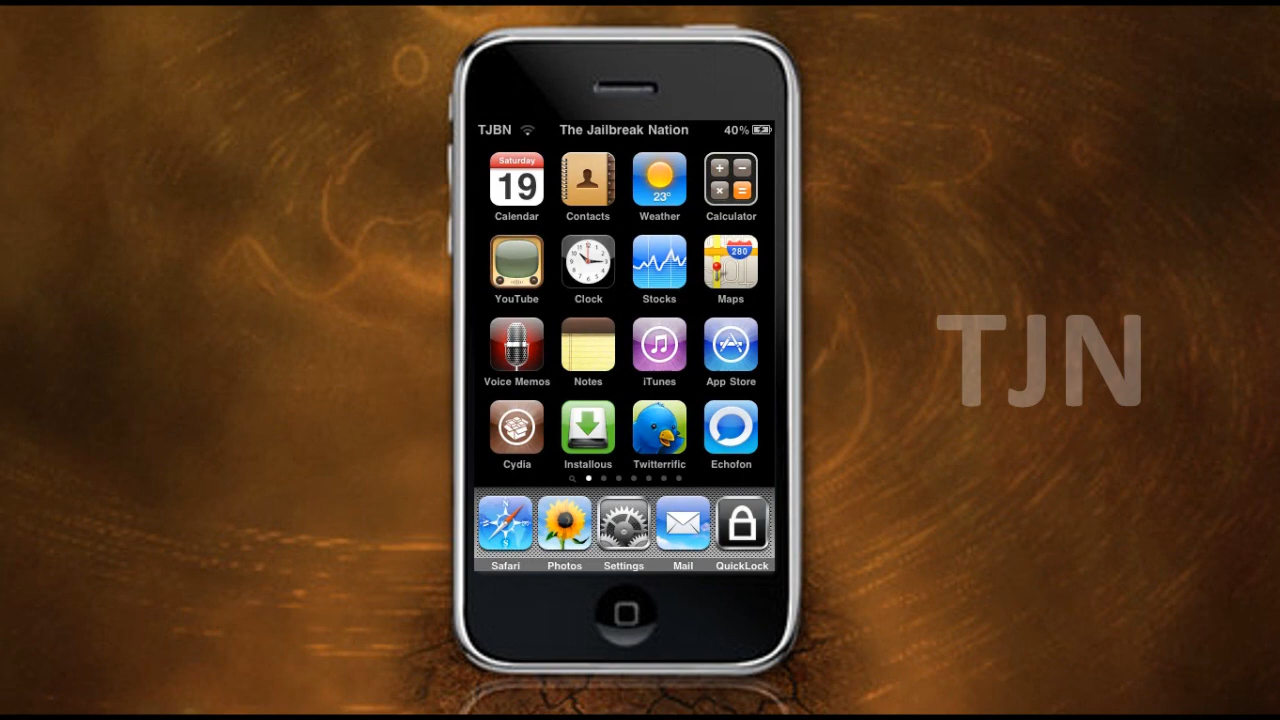 TJBN The Jailbreak Nation 40%
Saturday
19 23° + −
× =
Calendar Contacts Weather Calculator
280
YouTube Clock Stocks Maps
TJN
Voice Memos Notes iTunes App Store
Cydia Installous Twitterrific Echofon
N
S
Safari Photos Settings Mail QuickLock